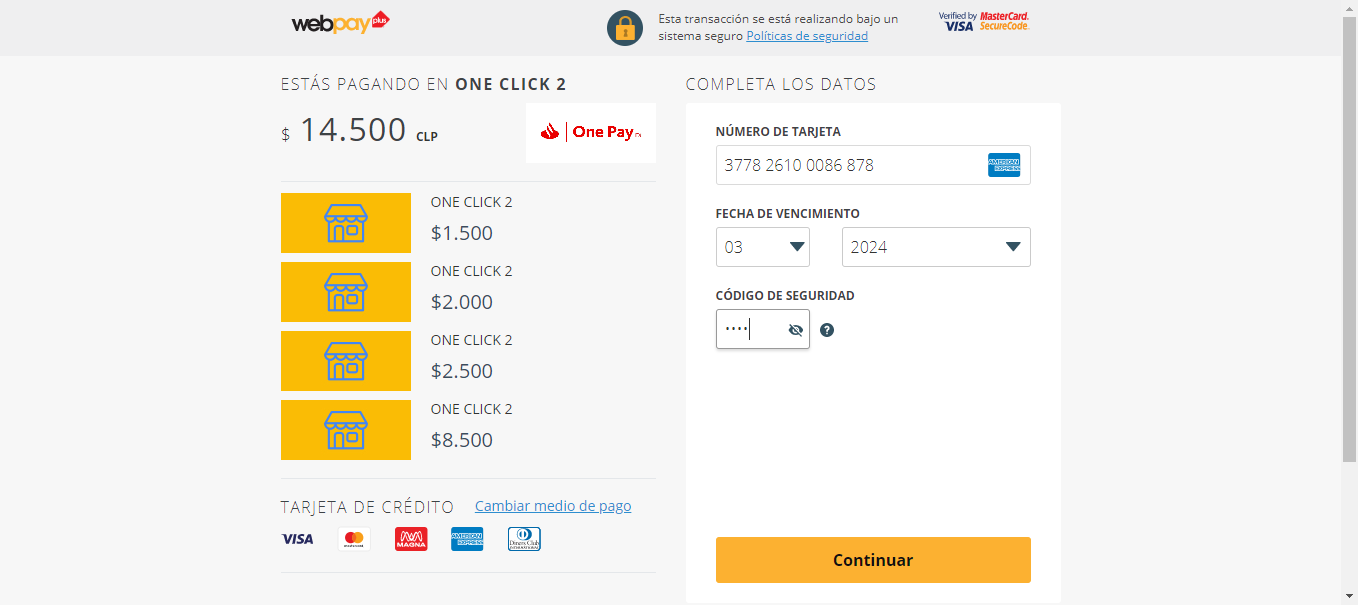 webpay plus
Esta transacción se está realizando bajo un
sistema seguro Políticas de seguridad
Verified by VISA
MasterCard. SecureCode.
ESTÁS PAGANDO EN ONE CLICK 2
$ 14.500 CLP
One Pay
ONE CLICK 2
$1.500
ONE CLICK 2
$2.000
ONE CLICK 2
$2.500
ONE CLICK 2
$8.500
TARJETA DE CRÉDITO Cambiar medio de pago
VISA
mastercard
MAGNA
AMERICAN EXPRESS
Diners Club INTERNATIONAL
COMPLETA LOS DATOS
NÚMERO DE TARJETA
3778 2610 0086 878
AMERICAN EXPRESS
FECHA DE VENCIMIENTO
03 2024
CÓDIGO DE SEGURIDAD
••••
?
Continuar